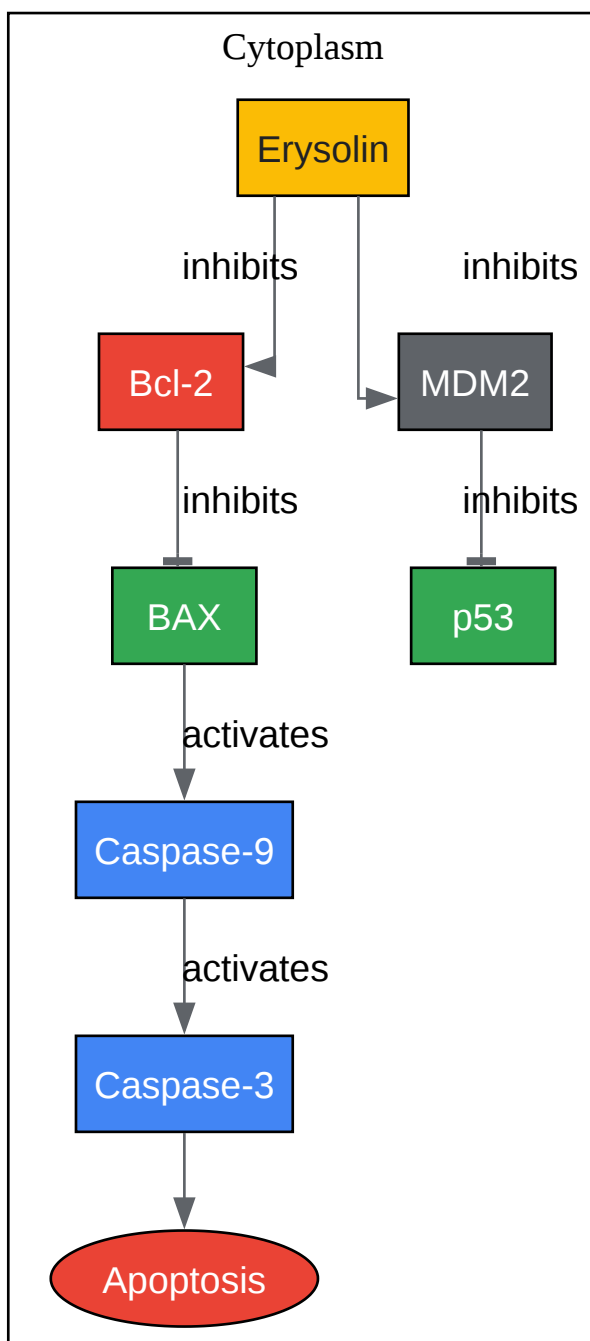 Cytoplasm
Erysolin
inhibits inhibits
Bcl-2 MDM2
inhibits inhibits
BAX p53
activates
Caspase-9
activates
Caspase-3
Apoptosis